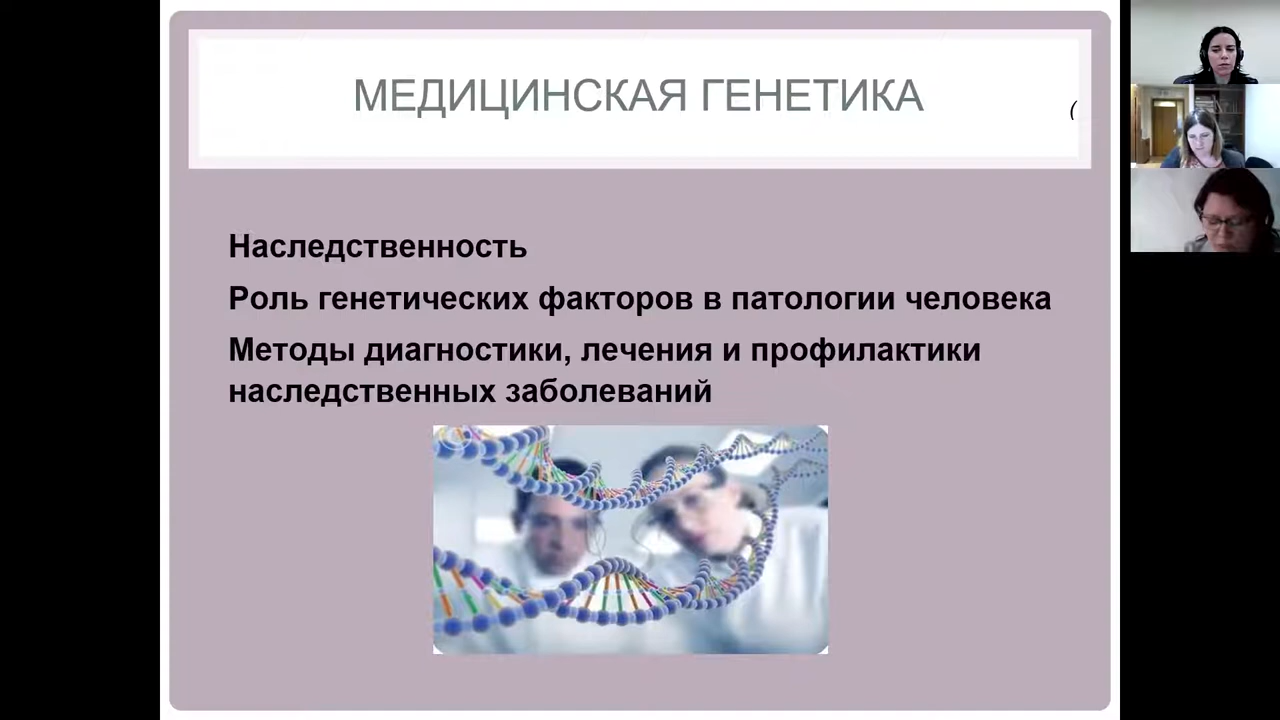 МЕДИЦИНСКАЯ ГЕНЕТИКА
(
Наследственность
Роль генетических факторов в патологии человека
Методы диагностики, лечения и профилактики
наследственных заболеваний